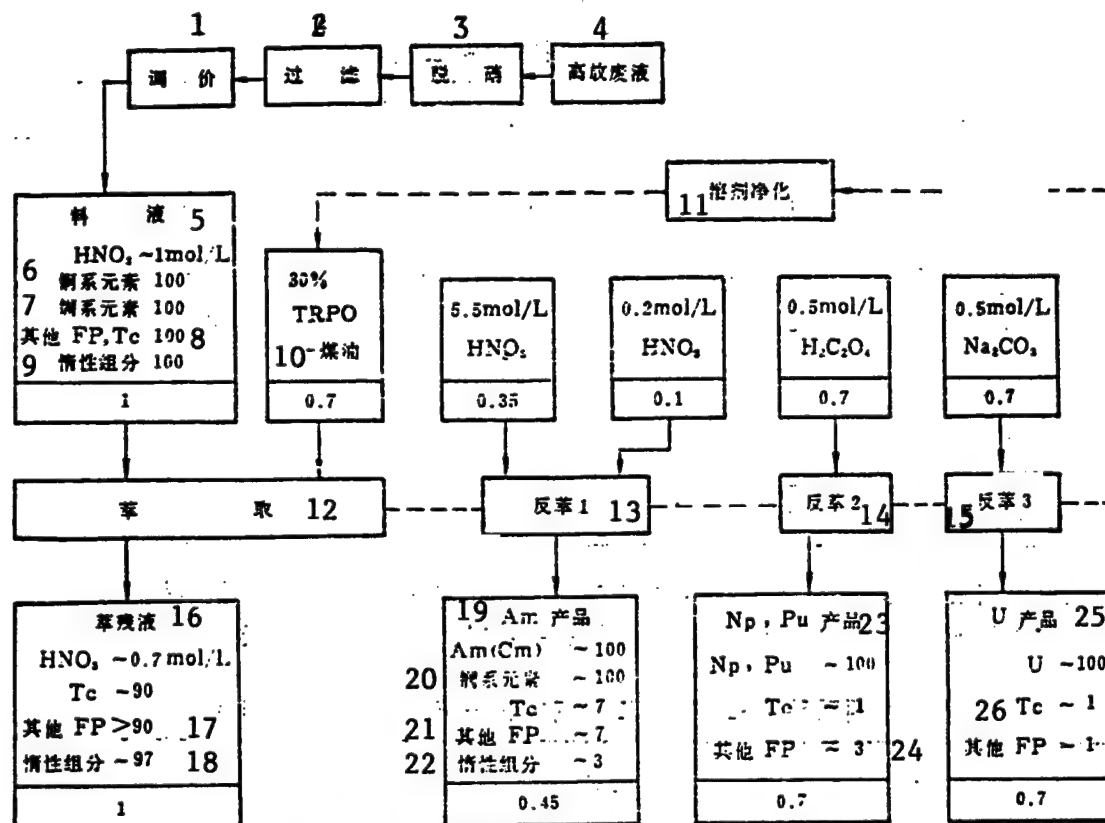 1 2 3 4
调价 过滤 脱硝 高放废液
11 溶剂净化
料液 5
HNO₃ ~1mol/L
6 锕系元素 100
7 镧系元素 100
其他 FP,Tc 100 8
9 惰性组分 100
1
30%
TRPO
10 -煤油
0.7
5.5mol/L
HNO₃
0.35
0.2mol/L
HNO₃
0.1
0.5mol/L
H₂C₂O₄
0.7
0.5mol/L
Na₂CO₃
0.7
萃取 12
反萃1 13
反萃2 14
15 反萃3
萃残液 16
HNO₃ ~0.7mol/L
Tc ~90
其他 FP>90 17
惰性组分 ~97 18
1
19 Am 产品
Am(Cm) ~100
20 镧系元素 ~100
Tc ~7
21 其他 FP ~7
22 惰性组分 ~3
0.45
Np, Pu 产品 23
Np, Pu ~100
Tc ≈1
其他 FP ≈ 3 24
0.7
U 产品 25
U ~100
26 Tc ~ 1
其他 FP ~ 1
0.7